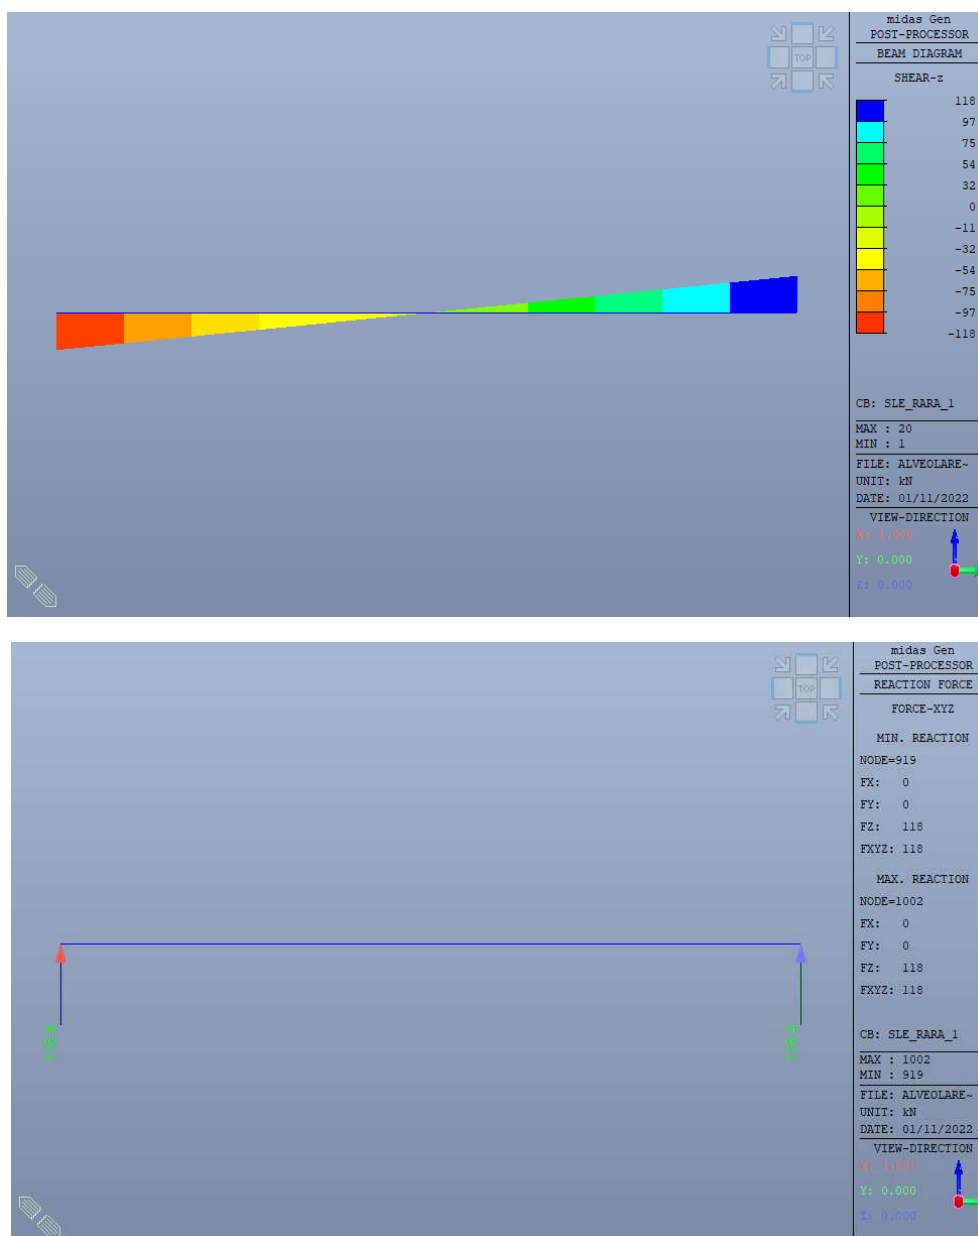 midas Gen
POST-PROCESSOR
BEAM DIAGRAM
SHEAR-z
118
97
75
54
32
0
-11
-32
-54
-75
-97
-118
CB: SLE_RARA_1
MAX : 20
MIN : 1
FILE: ALVEOLARE~
UNIT: kN
DATE: 01/11/2022
VIEW-DIRECTION
X: 1.000
Y: 0.000
Z: 0.000
TOP
midas Gen
POST-PROCESSOR
REACTION FORCE
FORCE-XYZ
MIN. REACTION
NODE=919
FX: 0
FY: 0
FZ: 118
FXYZ: 118
MAX. REACTION
NODE=1002
FX: 0
FY: 0
FZ: 118
FXYZ: 118
CB: SLE_RARA_1
MAX : 1002
MIN : 919
FILE: ALVEOLARE~
UNIT: kN
DATE: 01/11/2022
VIEW-DIRECTION
Y: 0.000
Z: 0.000
TOP